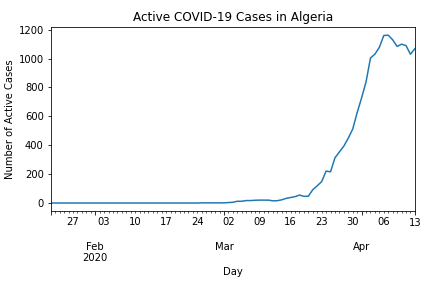 Active COVID-19 Cases in Algeria
1200
1000
800
600
400
200
0
Number of Active Cases
27 03 10 17 24 02 09 16 23 30 06 13
Feb Mar Apr
2020
Day